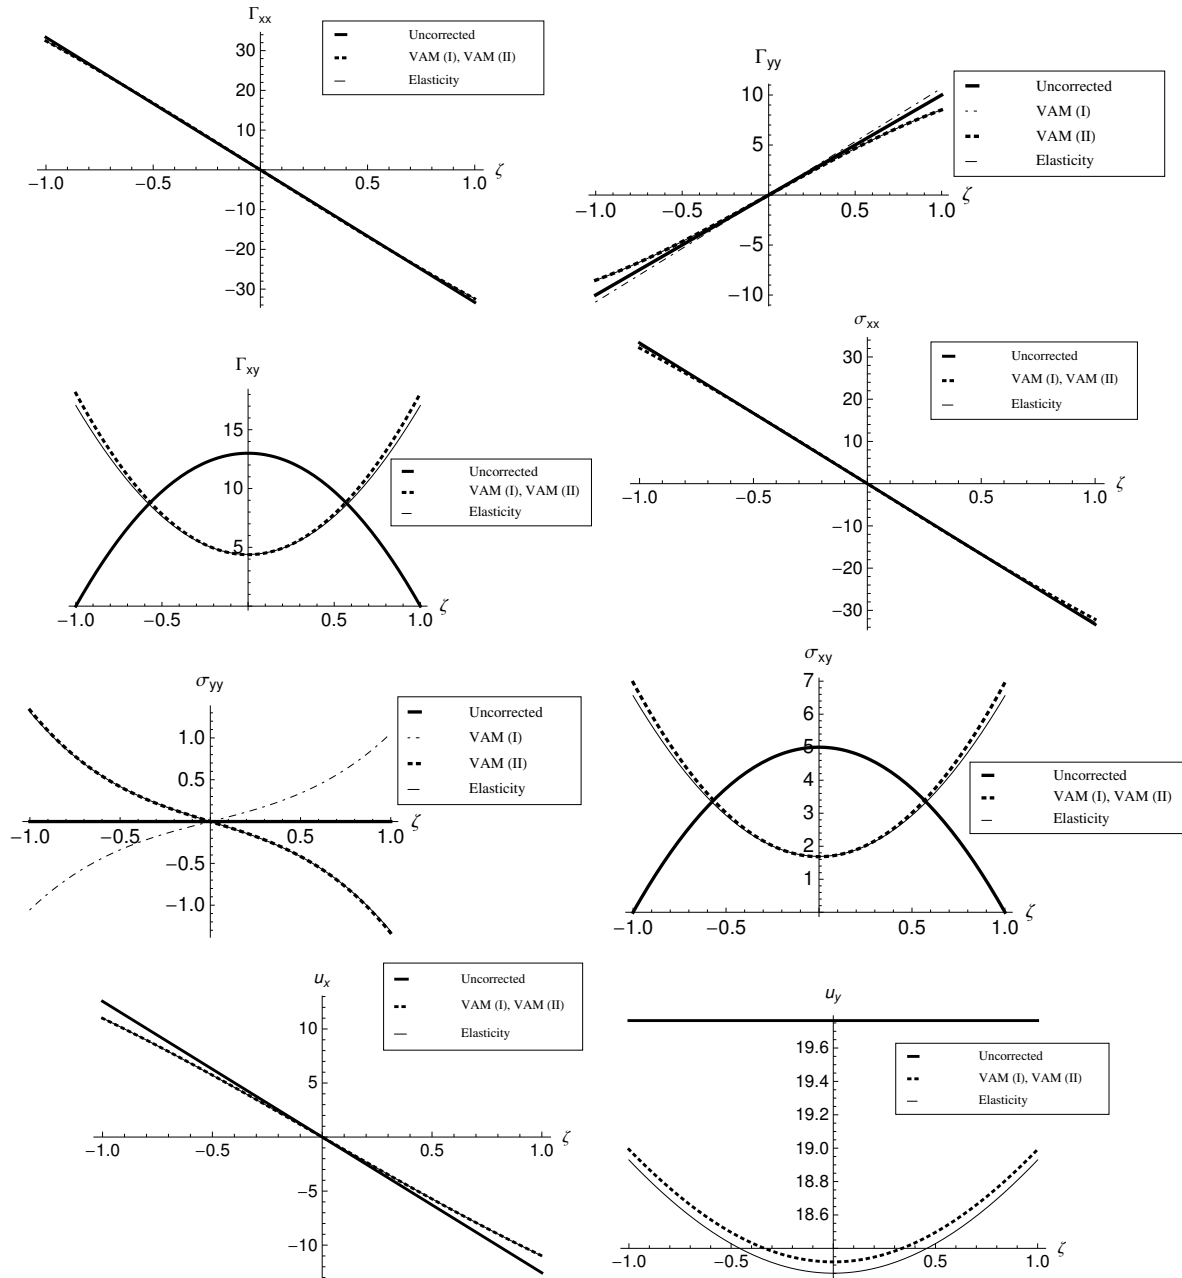 Γxx
Uncorrected
VAM (I), VAM (II)
Elasticity
30
20
10
−1.0 −0.5 0.5 1.0 ζ
−10
−20
−30
Γyy
Uncorrected
VAM (I)
VAM (II)
Elasticity
10
5
−1.0 −0.5 0.5 1.0 ζ
−5
−10
Γxy
Uncorrected
VAM (I), VAM (II)
Elasticity
15
10
5
−1.0 −0.5 0.5 1.0 ζ
σxx
Uncorrected
VAM (I), VAM (II)
Elasticity
30
20
10
−1.0 −0.5 0.5 1.0 ζ
−10
−20
−30
σyy
Uncorrected
VAM (I)
VAM (II)
Elasticity
1.0
0.5
−1.0 −0.5 0.5 1.0 ζ
−0.5
−1.0
σxy
Uncorrected
VAM (I), VAM (II)
Elasticity
7
6
5
4
3
2
1
−1.0 −0.5 0.5 1.0 ζ
ux
Uncorrected
VAM (I), VAM (II)
Elasticity
10
5
−1.0 −0.5 0.5 1.0 ζ
−5
−10
uy
Uncorrected
VAM (I), VAM (II)
Elasticity
19.6
19.4
19.2
19.0
18.8
18.6
−1.0 −0.5 0.5 1.0 ζ